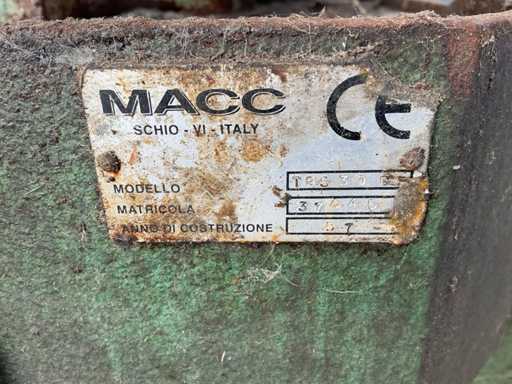 MACC
CE
SCHIO - VI - ITALY
MODELLO
MATRICOLA
ANNO DI COSTRUZIONE